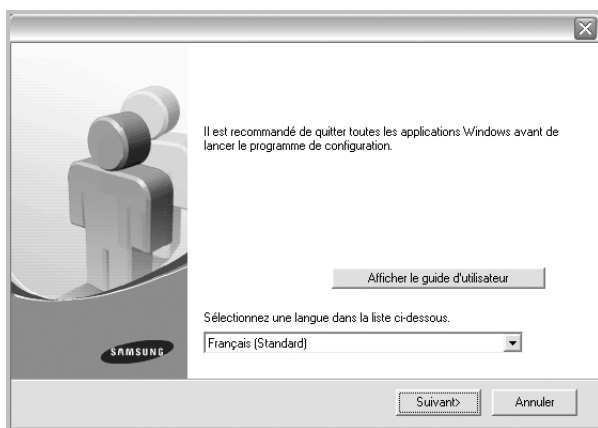 Il est recommandé de quitter toutes les applications Windows avant de
lancer le programme de configuration.
Afficher le guide d'utilisateur
Sélectionnez une langue dans la liste ci-dessous.
Français (Standard)
SAMSUNG
Suivant>
Annuler